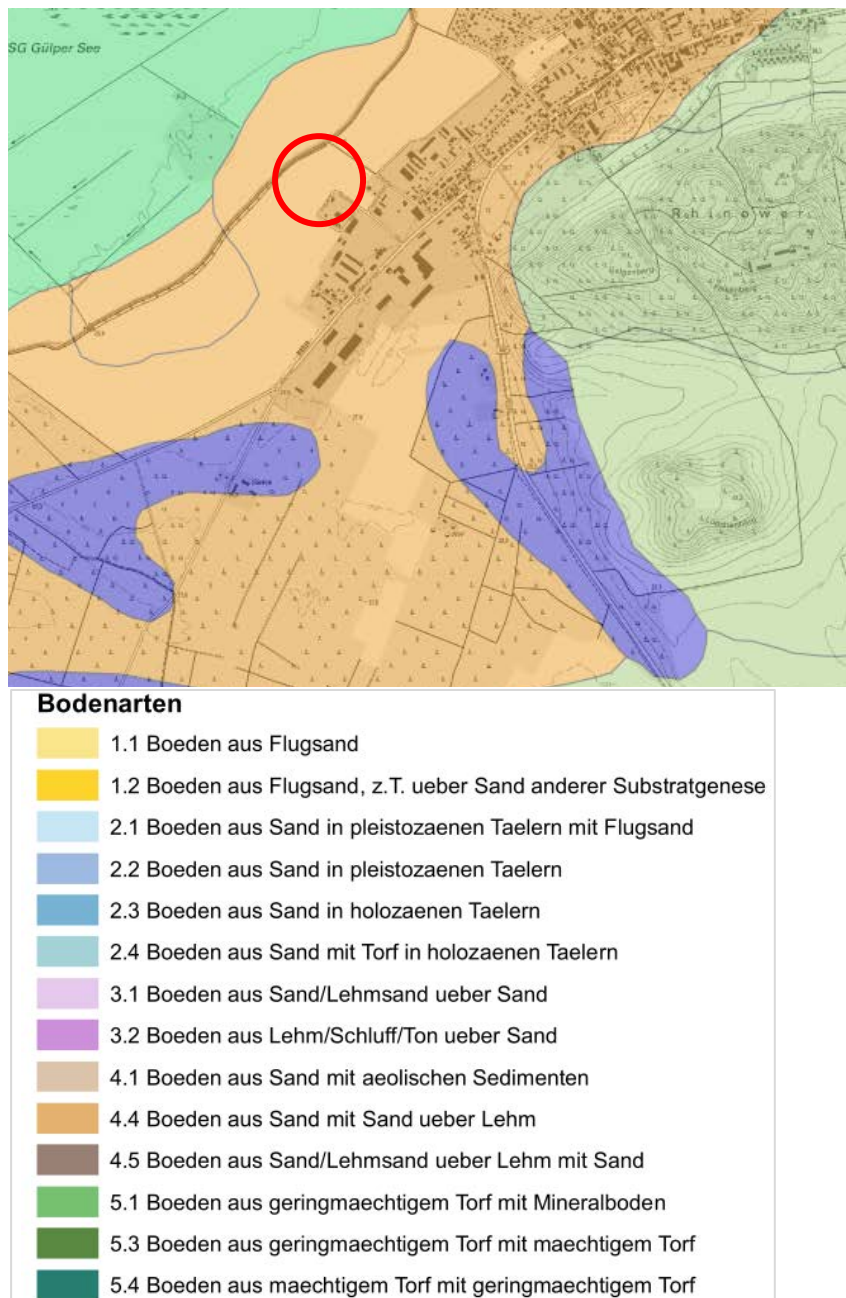 SG Gülper See
Rhinower
Bodenarten
1.1 Boeden aus Flugsand
1.2 Boeden aus Flugsand, z.T. ueber Sand anderer Substratgenese
2.1 Boeden aus Sand in pleistozaenen Taelern mit Flugsand
2.2 Boeden aus Sand in pleistozaenen Taelern
2.3 Boeden aus Sand in holozaenen Taelern
2.4 Boeden aus Sand mit Torf in holozaenen Taelern
3.1 Boeden aus Sand/Lehmsand ueber Sand
3.2 Boeden aus Lehm/Schluff/Ton ueber Sand
4.1 Boeden aus Sand mit aeolischen Sedimenten
4.4 Boeden aus Sand mit Sand ueber Lehm
4.5 Boeden aus Sand/Lehmsand ueber Lehm mit Sand
5.1 Boeden aus geringmaechtigem Torf mit Mineralboden
5.3 Boeden aus geringmaechtigem Torf mit maechtigem Torf
5.4 Boeden aus maechtigem Torf mit geringmaechtigem Torf